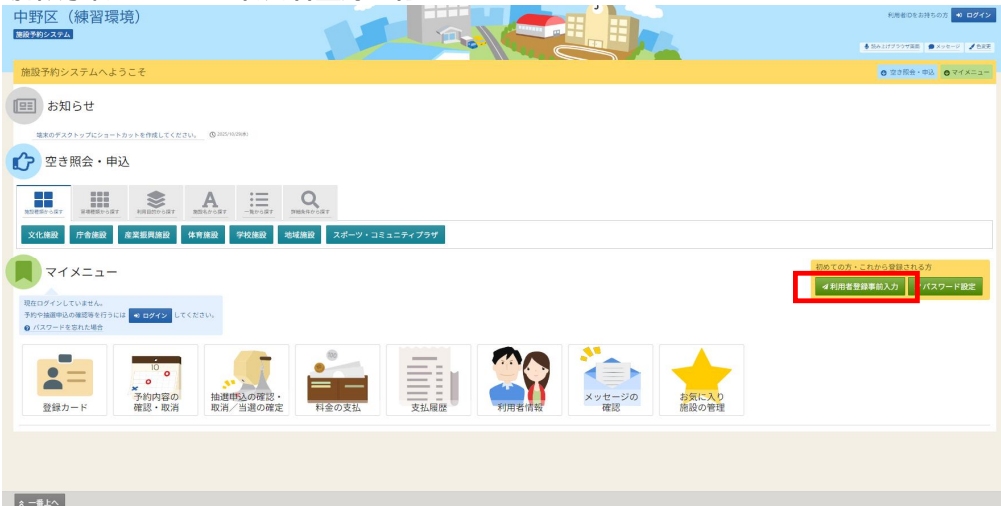 中野区（練習環境）
施設予約システム
利用者IDをお持ちの方 ログイン
読み上げブラウザ画面 メッセージ 色変更
施設予約システムへようこそ
空き照会・申込 マイメニュー
お知らせ
端末のデスクトップにショートカットを作成してください。
空き照会・申込
施設種類から探す 利用目的から探す 施設名から探す 一覧から探す 詳細条件から探す
文化施設 庁舎施設 産業振興施設 体育施設 学校施設 地域施設 スポーツ・コミュニティプラザ
マイメニュー
初めての方・これから登録される方
利用者登録事前入力 パスワード設定
現在ログインしていません。
予約や抽選申込の確認等を行うには ログイン してください。
パスワードを忘れた場合
10
登録カード
予約内容の
確認・取消
抽選申込の確認・
取消／当選の確定
料金の支払
支払履歴
利用者情報
メッセージの
確認
お気に入り
施設の管理
一番上へ